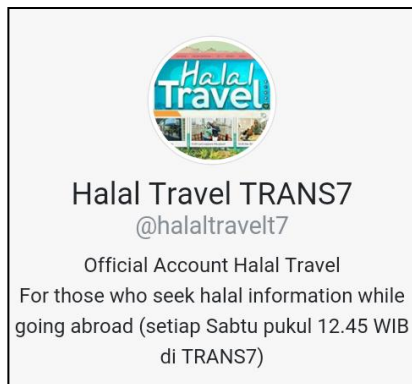 Halal
Travel
Halal Travel TRANS7
@halaltravelt7
Official Account Halal Travel
For those who seek halal information while
going abroad (setiap Sabtu pukul 12.45 WIB
di TRANS7)